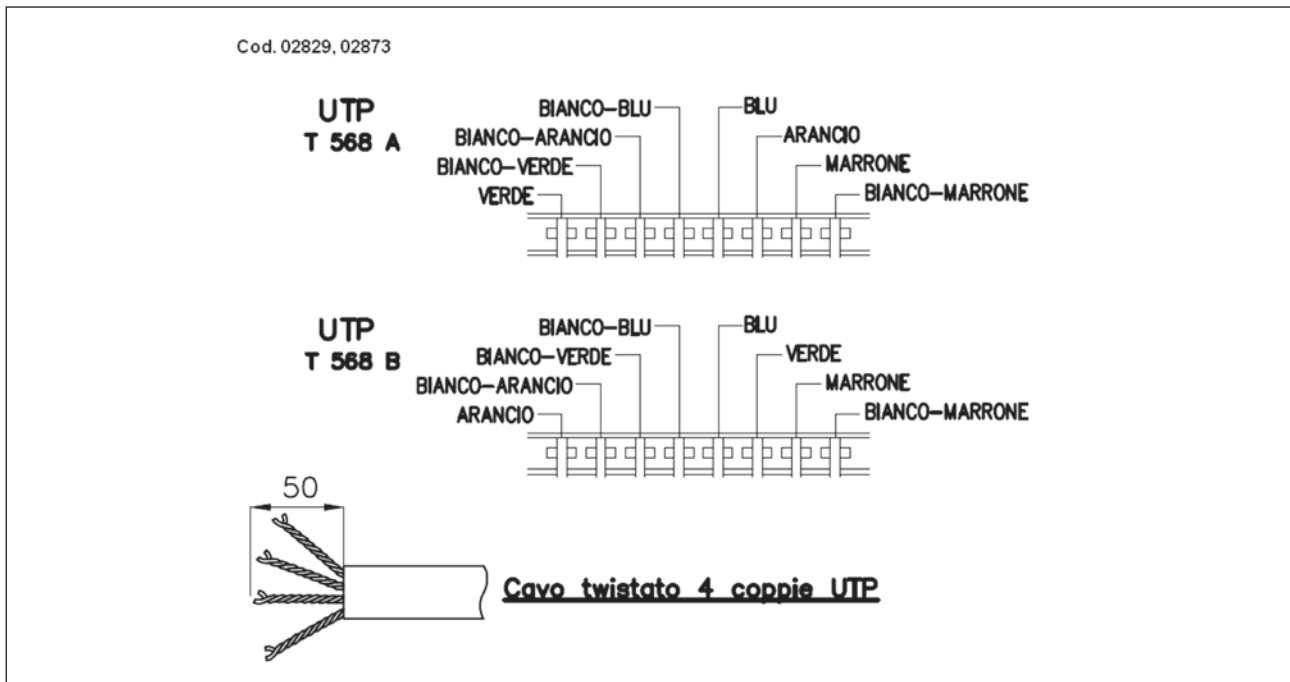 Cod. 02829, 02873
UTP
T 568 A
BIANCO-BLU
BLU
BIANCO-ARANCIO
ARANCIO
BIANCO-VERDE
MARRONE
VERDE
BIANCO-MARRONE
UTP
T 568 B
BIANCO-BLU
BLU
BIANCO-VERDE
VERDE
BIANCO-ARANCIO
MARRONE
ARANCIO
BIANCO-MARRONE
50
Cavo twistato 4 coppie UTP